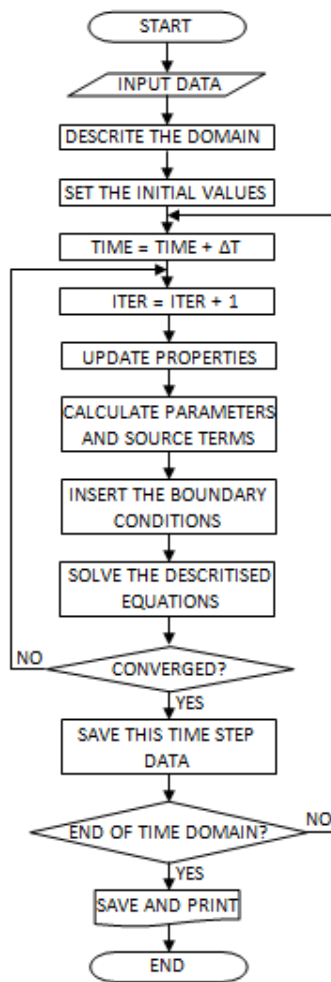 START
INPUT DATA
DESCRITE THE DOMAIN
SET THE INITIAL VALUES
TIME = TIME + ΔT
ITER = ITER + 1
UPDATE PROPERTIES
CALCULATE PARAMETERS
AND SOURCE TERMS
INSERT THE BOUNDARY
CONDITIONS
SOLVE THE DESCRITISED
EQUATIONS
NO
CONVERGED?
YES
SAVE THIS TIME STEP
DATA
END OF TIME DOMAIN?
NO
YES
SAVE AND PRINT
END